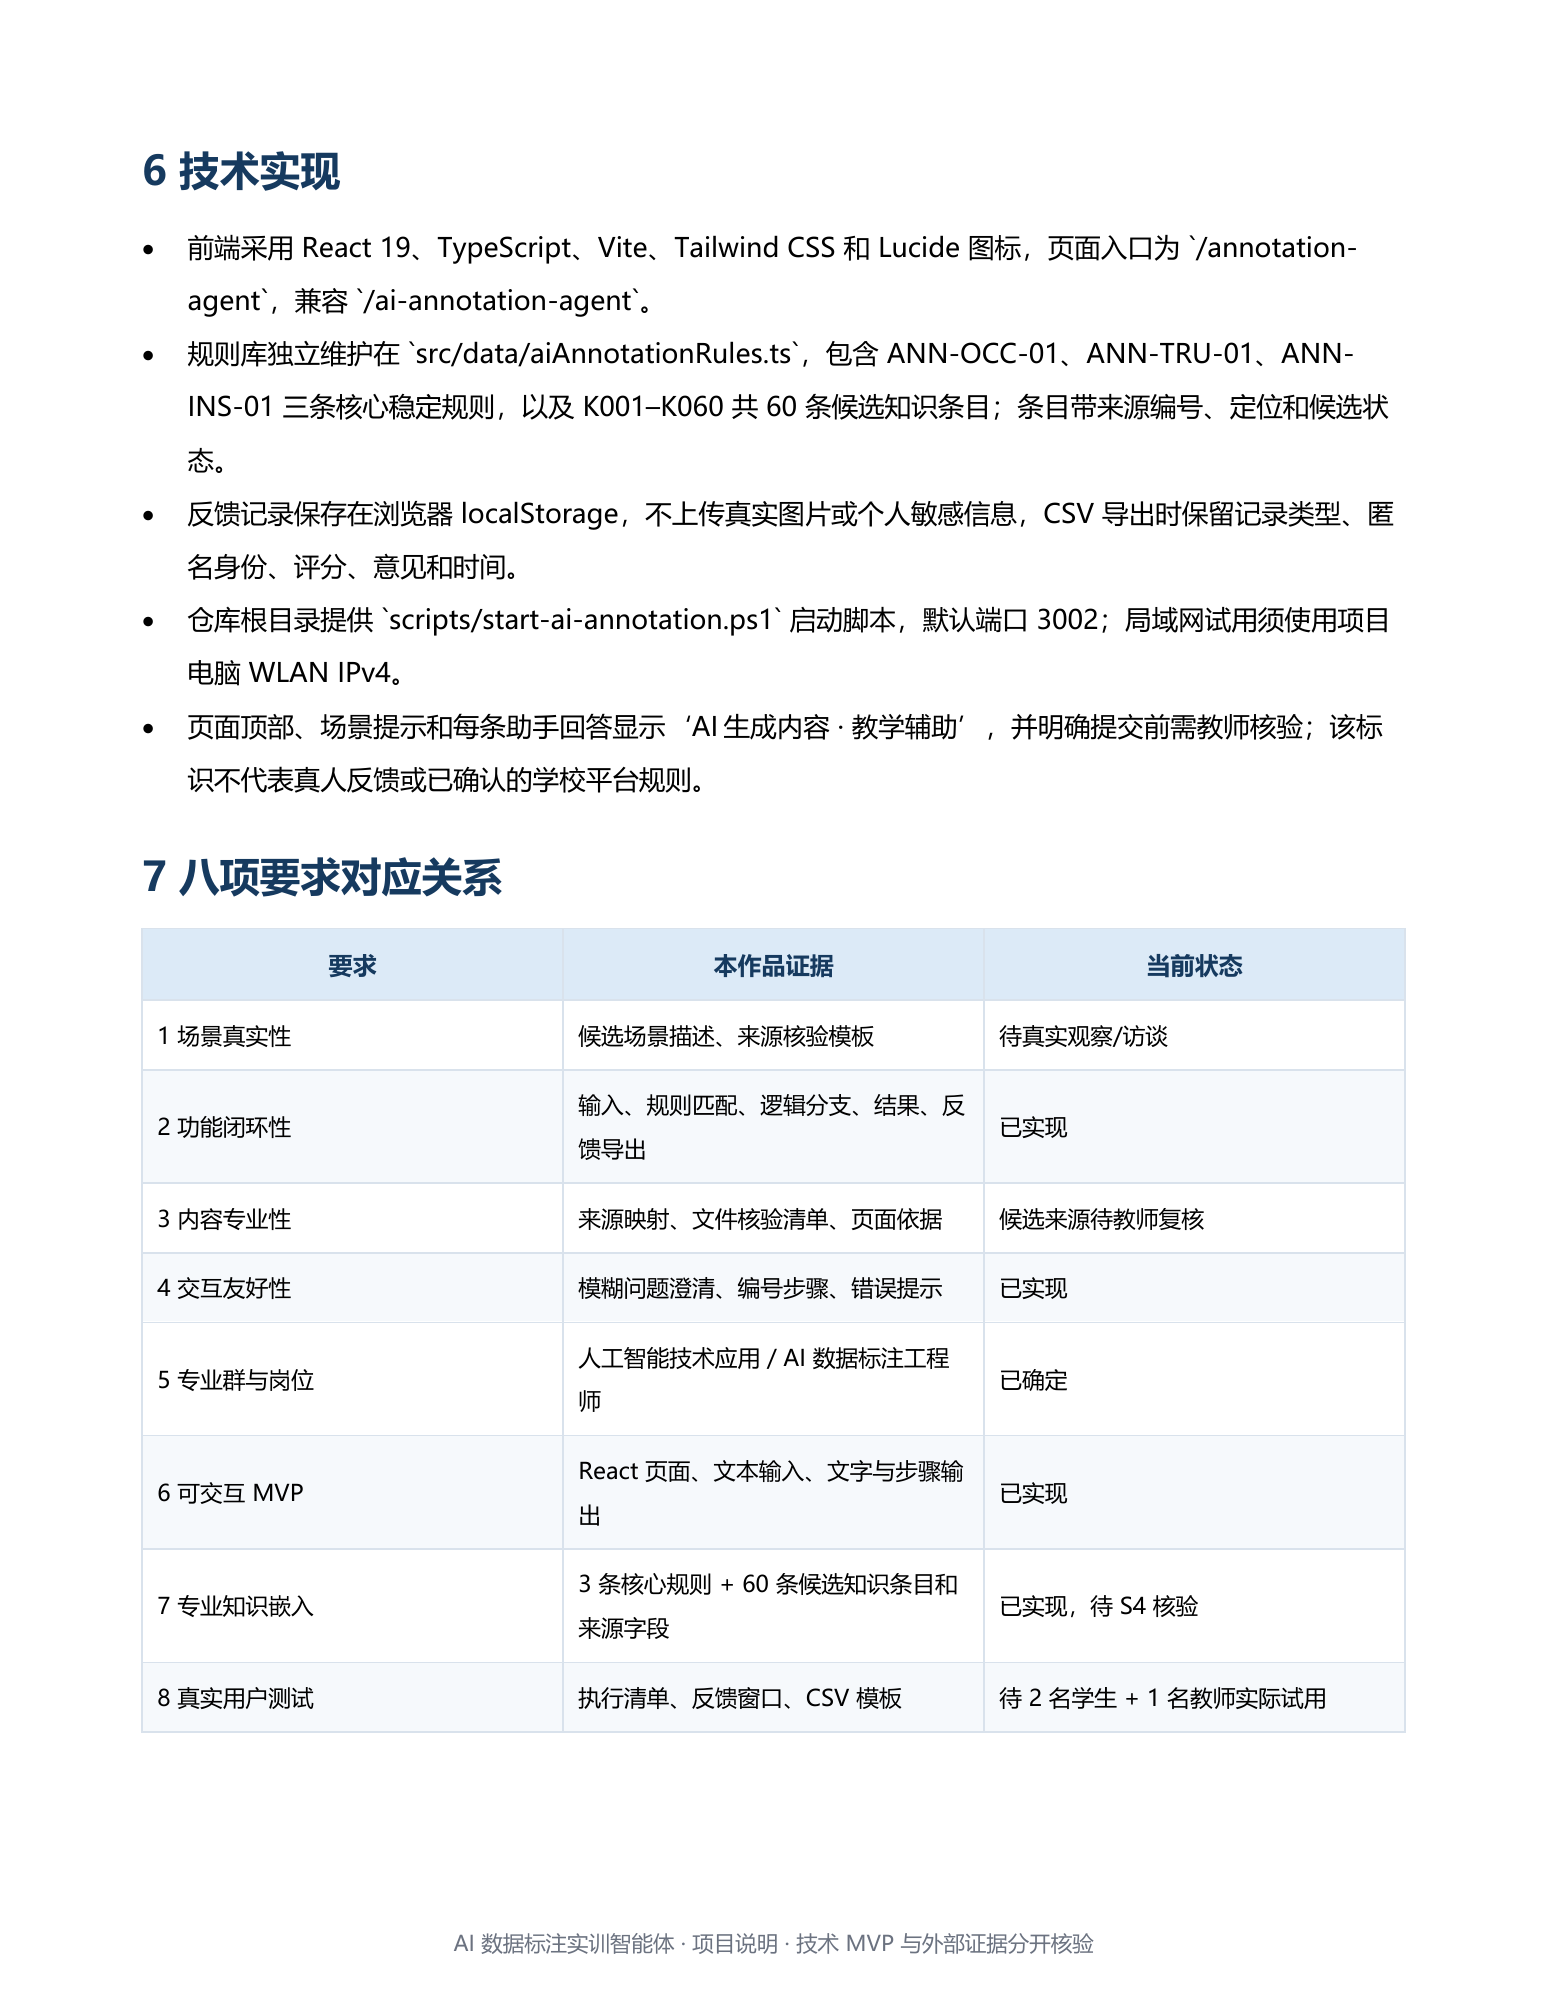 6 技术实现
• 前端采用 React 19、TypeScript、Vite、Tailwind CSS 和 Lucide 图标，页面入口为 `/annotation-
agent`，兼容 `/ai-annotation-agent`。
• 规则库独立维护在 `src/data/aiAnnotationRules.ts`，包含 ANN-OCC-01、ANN-TRU-01、ANN-
INS-01 三条核心稳定规则，以及 K001–K060 共 60 条候选知识条目；条目带来源编号、定位和候选状
态。
• 反馈记录保存在浏览器 localStorage，不上传真实图片或个人敏感信息，CSV 导出时保留记录类型、匿
名身份、评分、意见和时间。
• 仓库根目录提供 `scripts/start-ai-annotation.ps1` 启动脚本，默认端口 3002；局域网试用须使用项目
电脑 WLAN IPv4。
• 页面顶部、场景提示和每条助手回答显示‘AI 生成内容 · 教学辅助’，并明确提交前需教师核验；该标
识不代表真人反馈或已确认的学校平台规则。
7 八项要求对应关系
要求 本作品证据 当前状态
1 场景真实性 候选场景描述、来源核验模板 待真实观察/访谈
2 功能闭环性 输入、规则匹配、逻辑分支、结果、反
馈导出 已实现
3 内容专业性 来源映射、文件核验清单、页面依据 候选来源待教师复核
4 交互友好性 模糊问题澄清、编号步骤、错误提示 已实现
5 专业群与岗位 人工智能技术应用 / AI 数据标注工程
师 已确定
6 可交互 MVP React 页面、文本输入、文字与步骤输
出 已实现
7 专业知识嵌入 3 条核心规则 + 60 条候选知识条目和
来源字段 已实现，待 S4 核验
8 真实用户测试 执行清单、反馈窗口、CSV 模板 待 2 名学生 + 1 名教师实际试用
AI 数据标注实训智能体 · 项目说明 · 技术 MVP 与外部证据分开核验